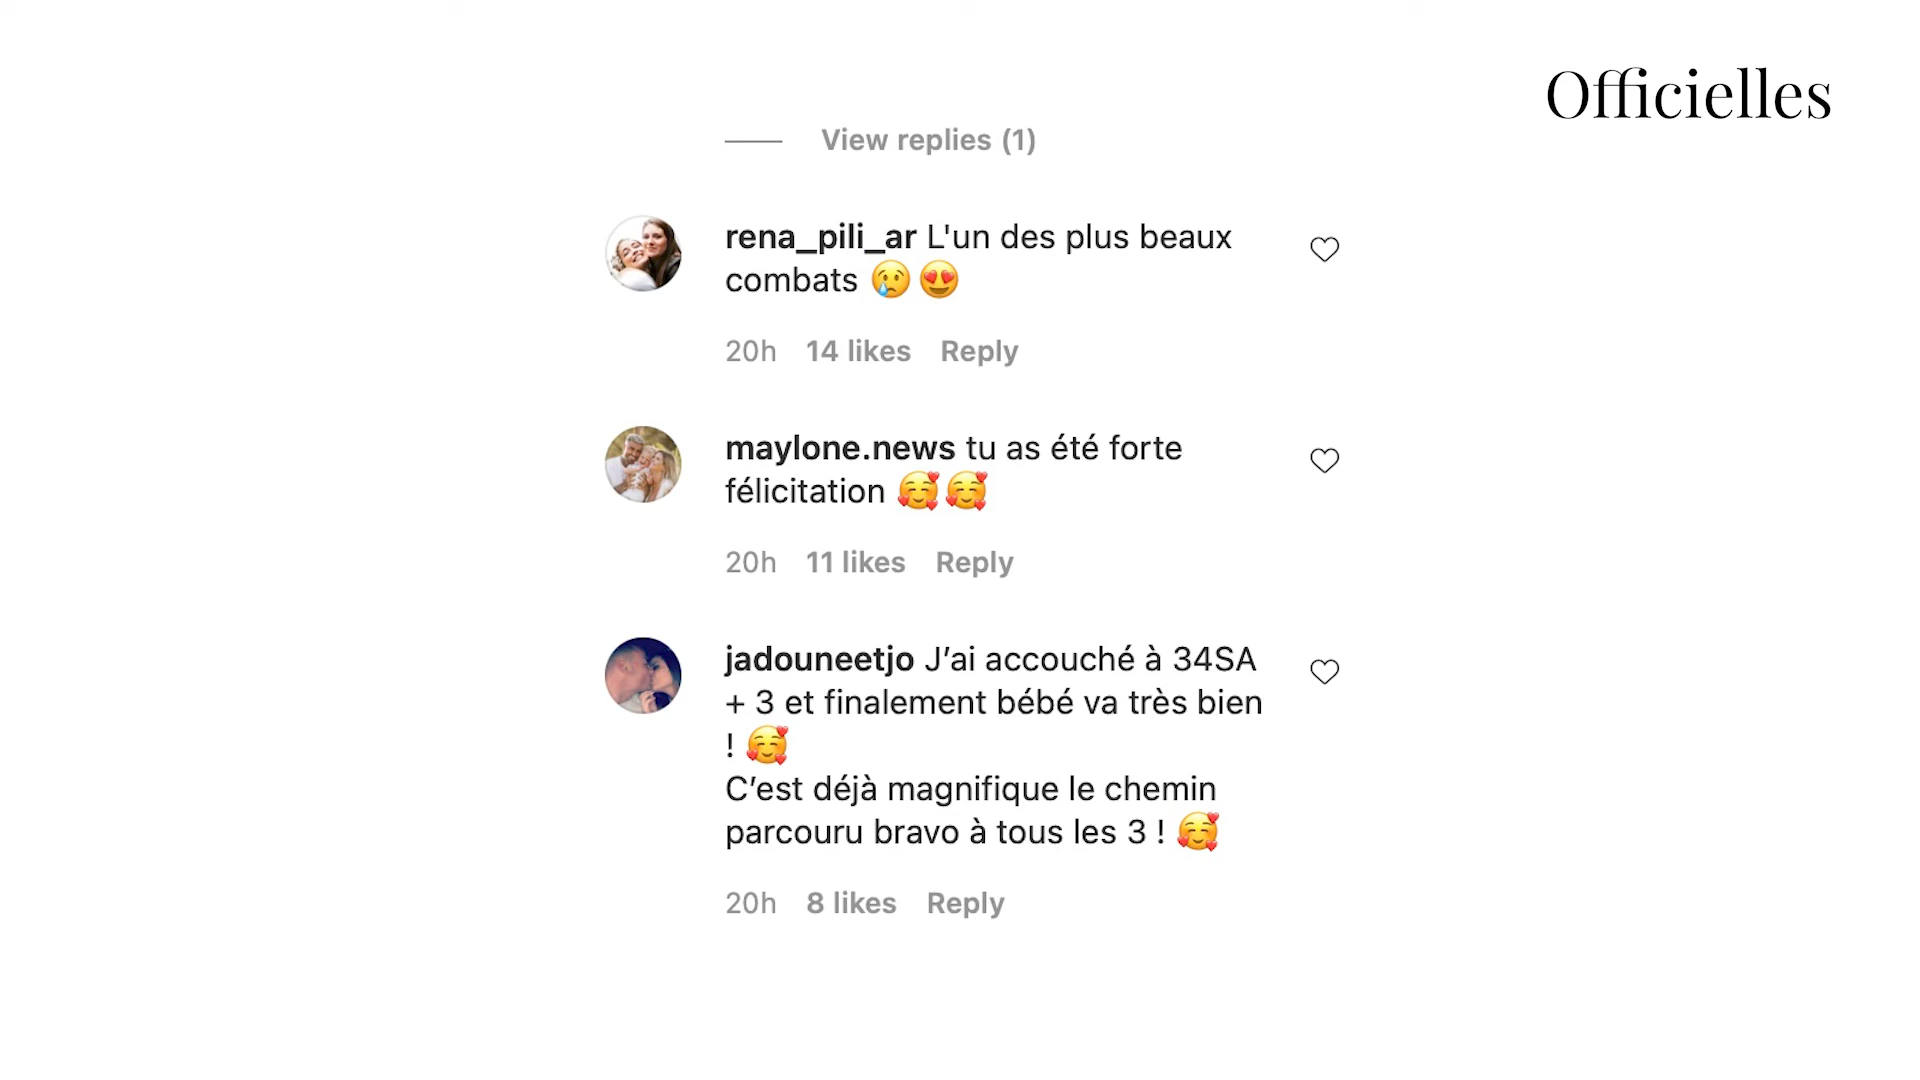 Officielles
View replies (1)
rena_pili_ar L'un des plus beaux
combats 😢😍
20h 14 likes Reply
maylone.news tu as été forte
félicitation 🥰🥰
20h 11 likes Reply
jadouneetjo J’ai accouché à 34SA
+ 3 et finalement bébé va très bien
! 🥰
C’est déjà magnifique le chemin
parcouru bravo à tous les 3 ! 🥰
20h 8 likes Reply